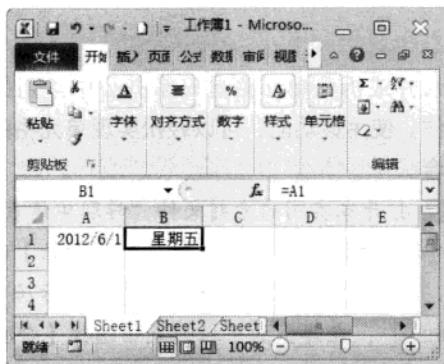 工作簿1 - Microso...
文件 开始 插入 页面 公式 数据 审阅 视图
粘贴 字体 对齐方式 数字 样式 单元格
剪贴板 编辑
B1 fx =A1
A B C D E
1 2012/6/1 星期五
2
3
4
Sheet1 Sheet2 Sheet
就绪 100%